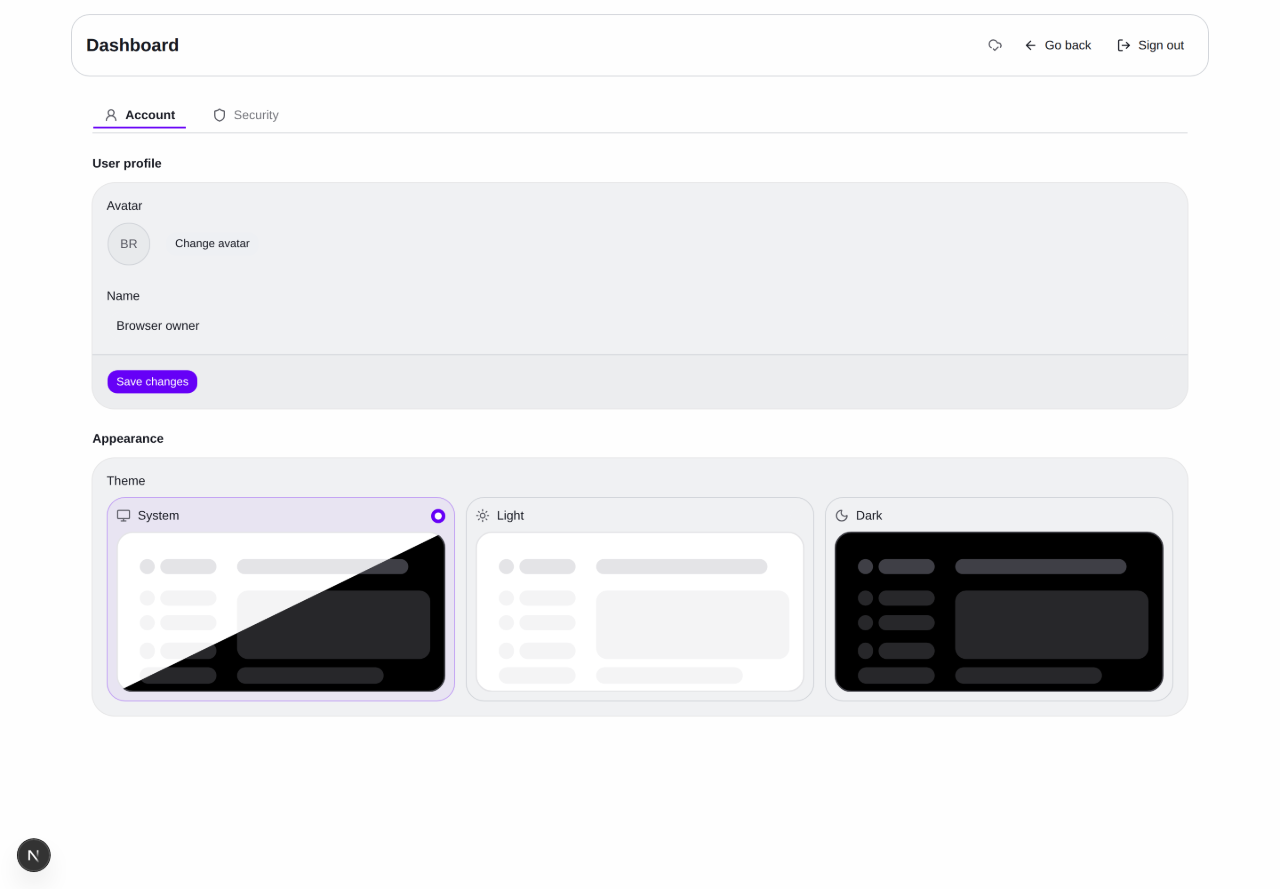 Dashboard
Go back
Sign out
Account
Security
User profile
Avatar
BR
Change avatar
Name
Browser owner
Save changes
Appearance
Theme
System
Light
Dark
N